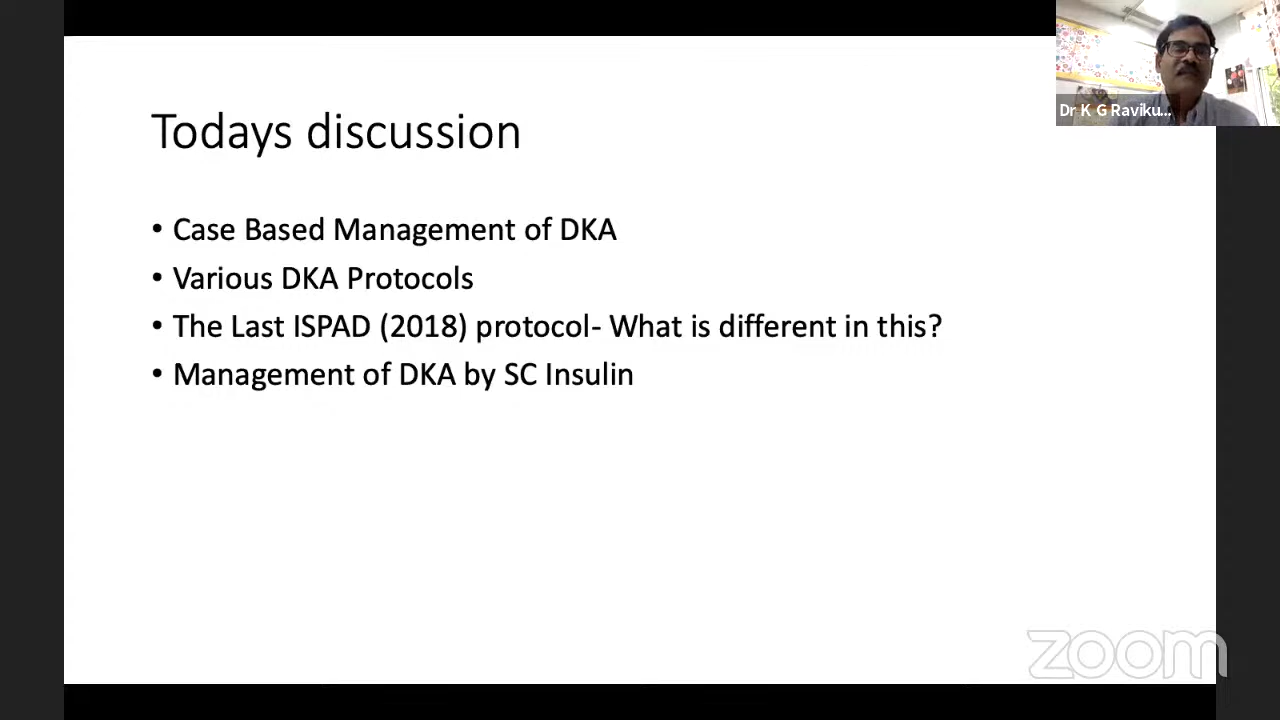 Todays discussion
• Case Based Management of DKA
• Various DKA Protocols
• The Last ISPAD (2018) protocol- What is different in this?
• Management of DKA by SC Insulin
Dr K G Raviku...
zoom